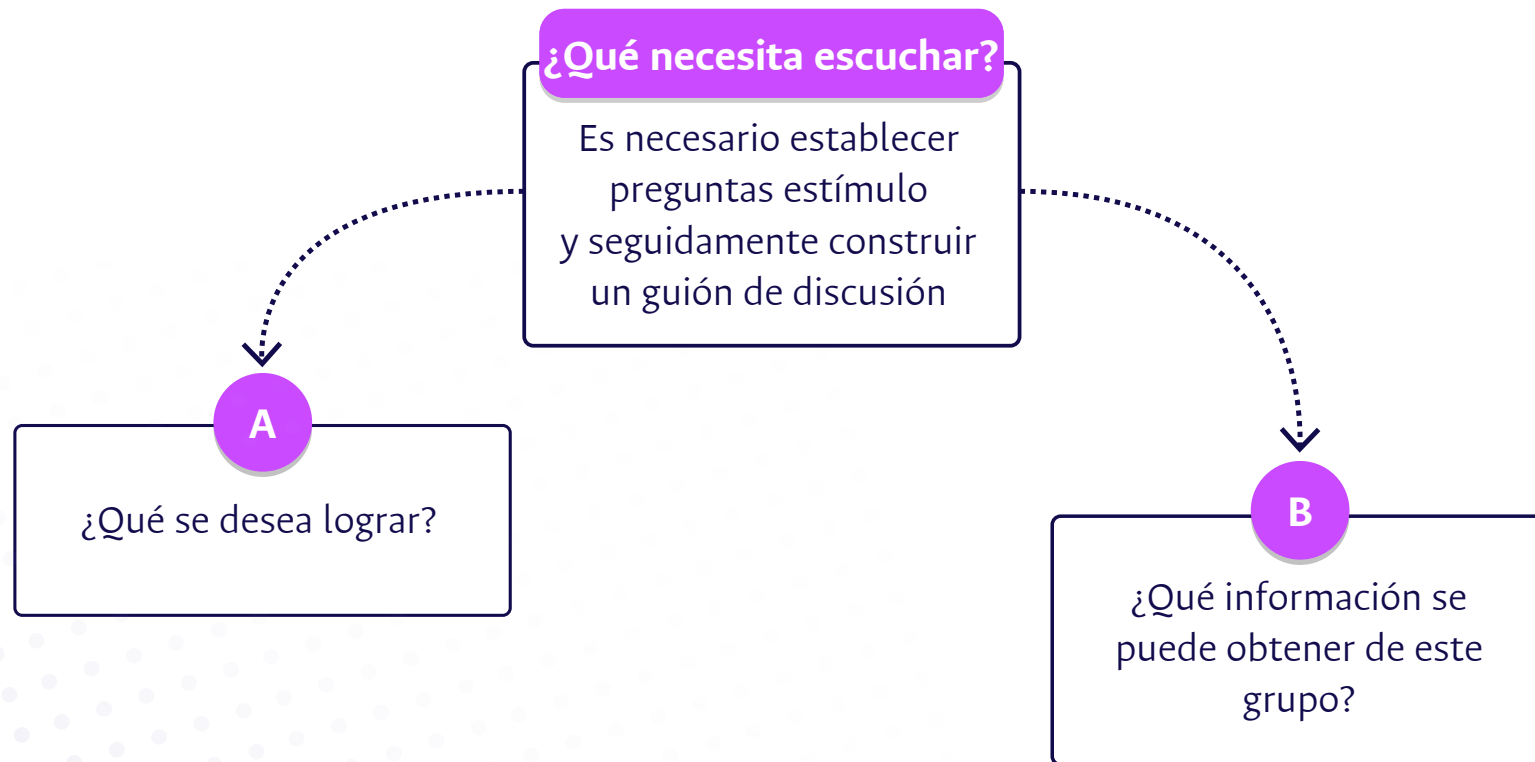 ¿Qué necesita escuchar?
Es necesario establecer
preguntas estímulo
y seguidamente construir
un guión de discusión
A
¿Qué se desea lograr?
B
¿Qué información se
puede obtener de este
grupo?